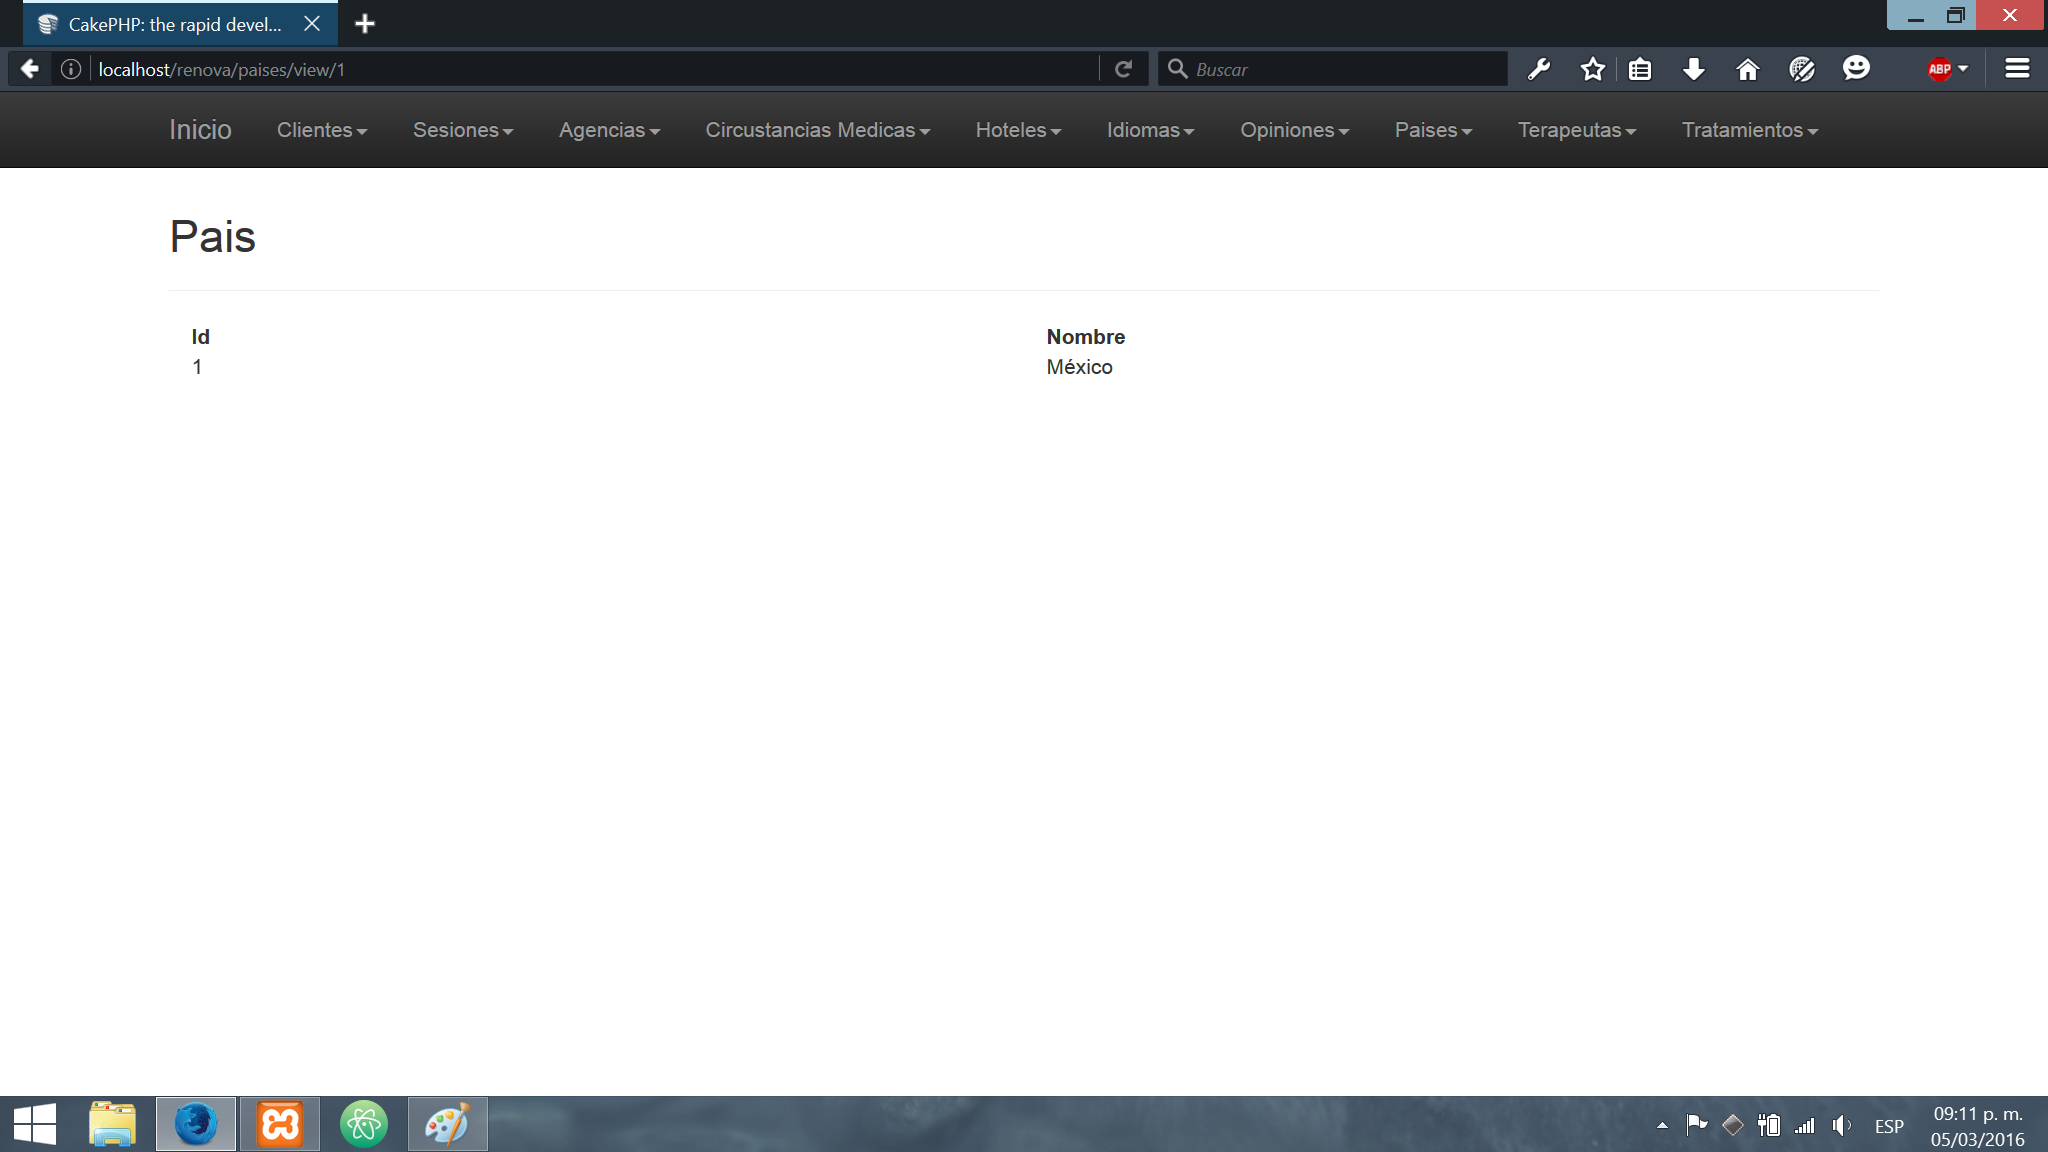 CakePHP: the rapid devel...
localhost/renova/paises/view/1
Buscar
ABP
Inicio Clientes Sesiones Agencias Circustancias Medicas Hoteles Idiomas Opiniones Paises Terapeutas Tratamientos
Pais
Id Nombre
1 México
ESP
09:11 p. m.
05/03/2016